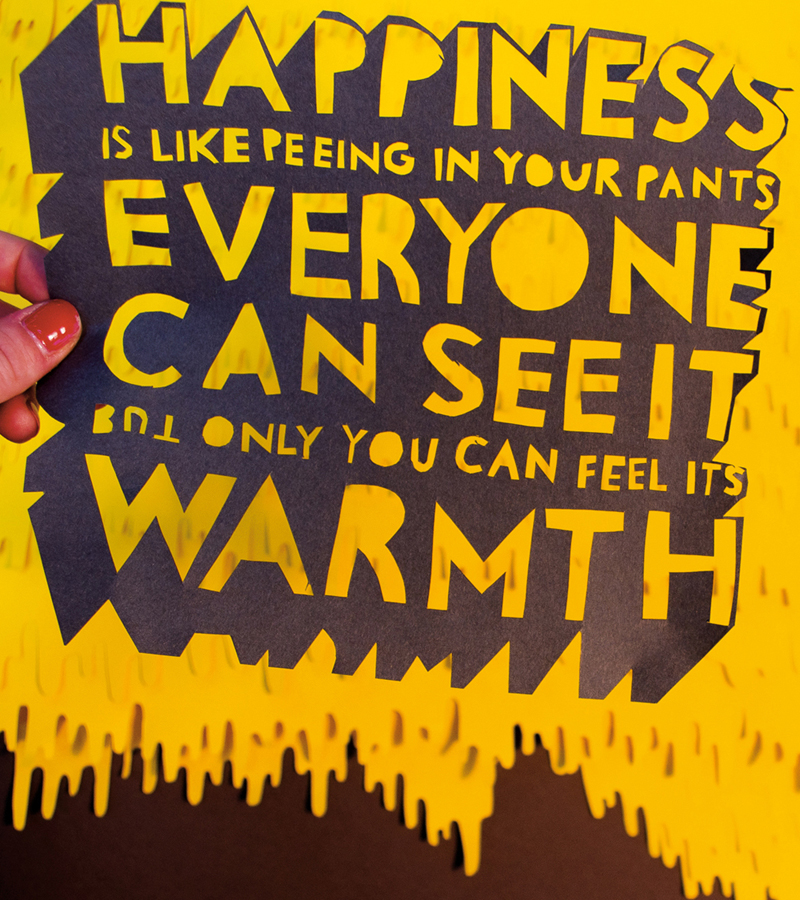 HAPPINESS
IS LIKE PEEING IN YOUR PANTS
EVERYONE
CAN SEE IT
BUT ONLY YOU CAN FEEL ITS
WARMTH